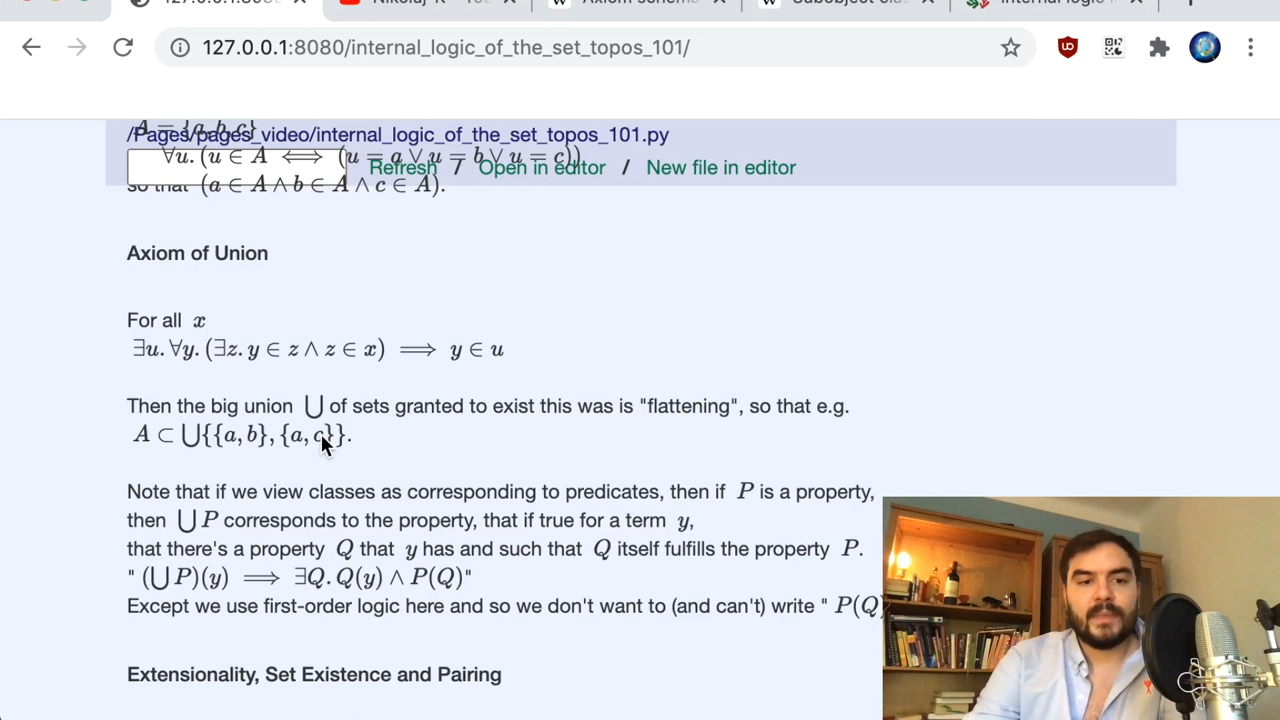 127.0.0.1:8080/internal_logic_of_the_set_topos_101/
A = {a, b, c}
/Pages/pages_video/internal_logic_of_the_set_topos_101.py
∀u. (u ∈ A ⟺ (u = a ∨ u = b ∨ u = c))
Refresh / Open in editor / New file in editor
so that (a ∈ A ∧ b ∈ A ∧ c ∈ A).
Axiom of Union
For all x
∃u. ∀y. (∃z. y ∈ z ∧ z ∈ x) ⟹ y ∈ u
Then the big union ⋃ of sets granted to exist this was is "flattening", so that e.g.
A ⊂ ⋃{{a, b}, {a, c}}.
Note that if we view classes as corresponding to predicates, then if P is a property,
then ⋃P corresponds to the property, that if true for a term y,
that there's a property Q that y has and such that Q itself fulfills the property P.
" (⋃P)(y) ⟹ ∃Q. Q(y) ∧ P(Q)"
Except we use first-order logic here and so we don't want to (and can't) write " P(Q)
Extensionality, Set Existence and Pairing